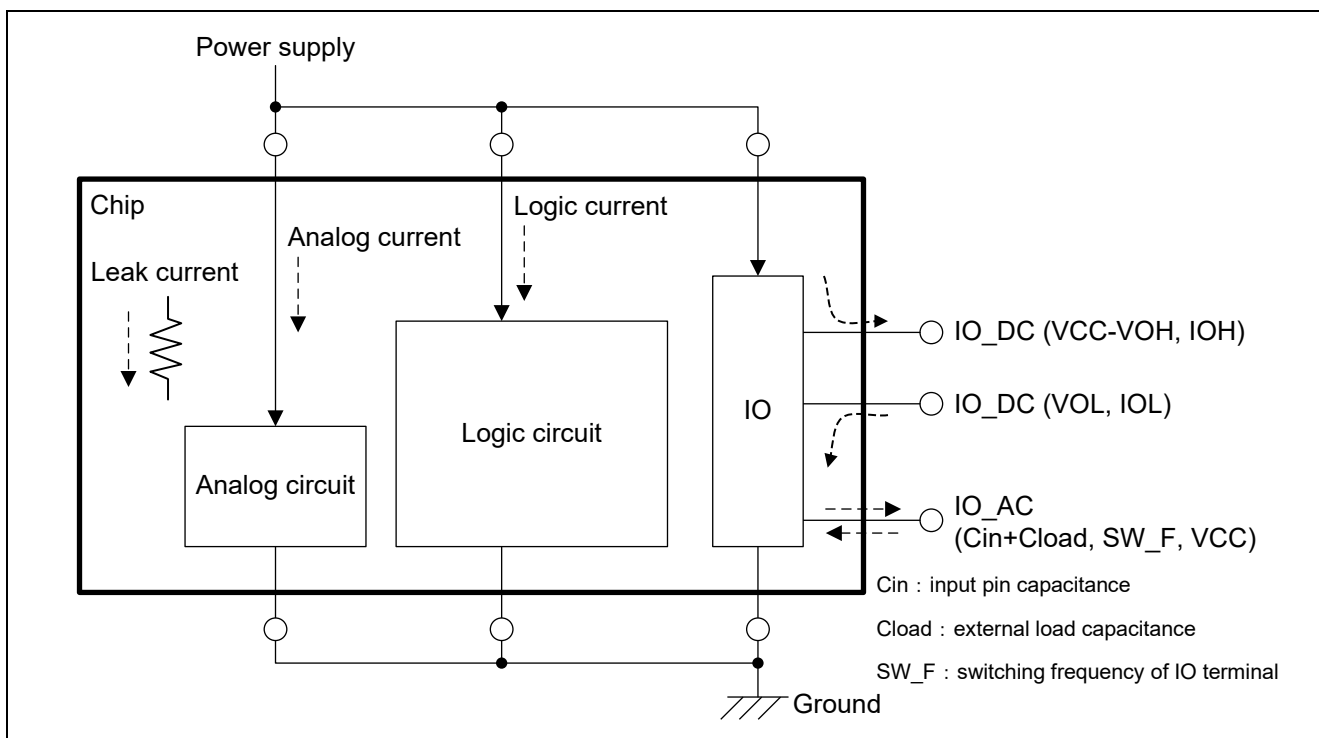 Power supply
Chip
Logic current
Analog current
Leak current
IO_DC (VCC-VOH, IOH)
IO
IO_DC (VOL, IOL)
Logic circuit
Analog circuit
IO_AC
(Cin+Cload, SW_F, VCC)
Cin : input pin capacitance
Cload : external load capacitance
SW_F : switching frequency of IO terminal
Ground